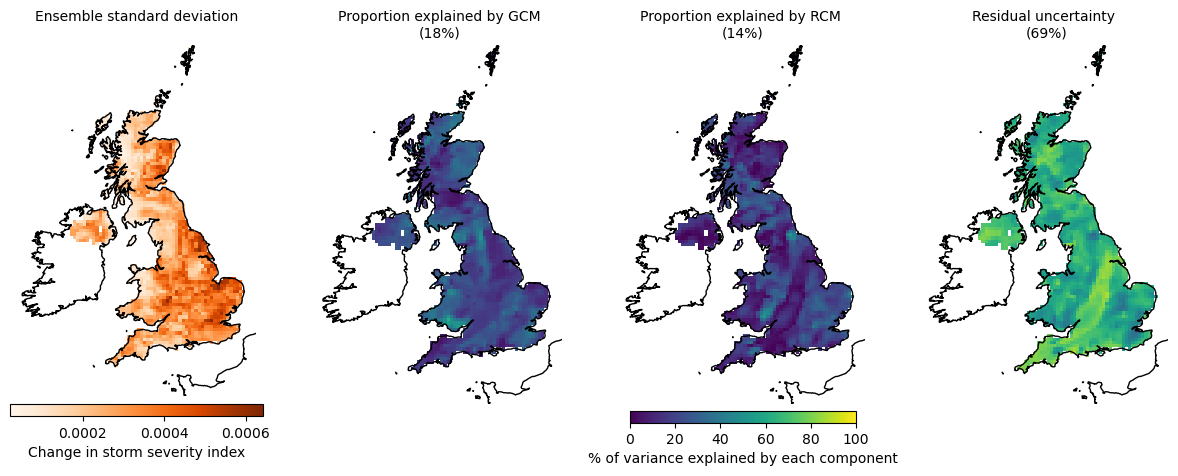 Ensemble standard deviation
Proportion explained by GCM
(18%)
Proportion explained by RCM
(14%)
Residual uncertainty
(69%)
0.0002 0.0004 0.0006
Change in storm severity index
0 20 40 60 80 100
% of variance explained by each component